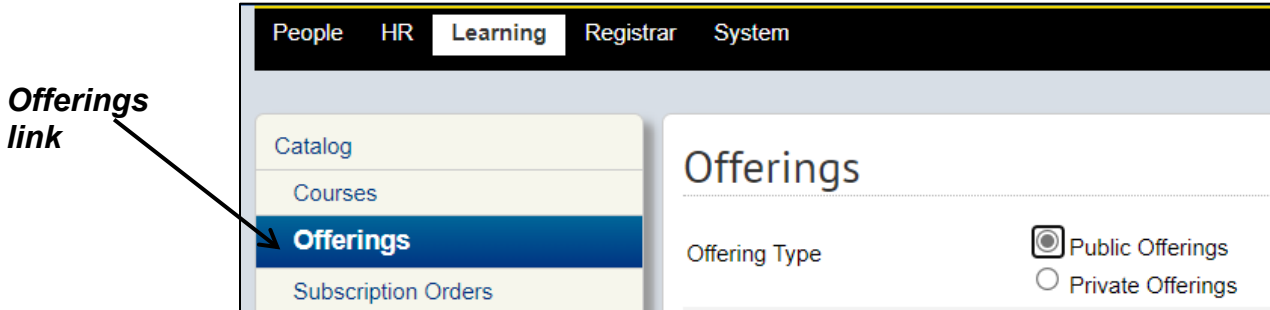 People HR Learning Registrar System
Offerings
link
Catalog
Courses
Offerings
Subscription Orders
Offerings
Offering Type
Public Offerings
Private Offerings